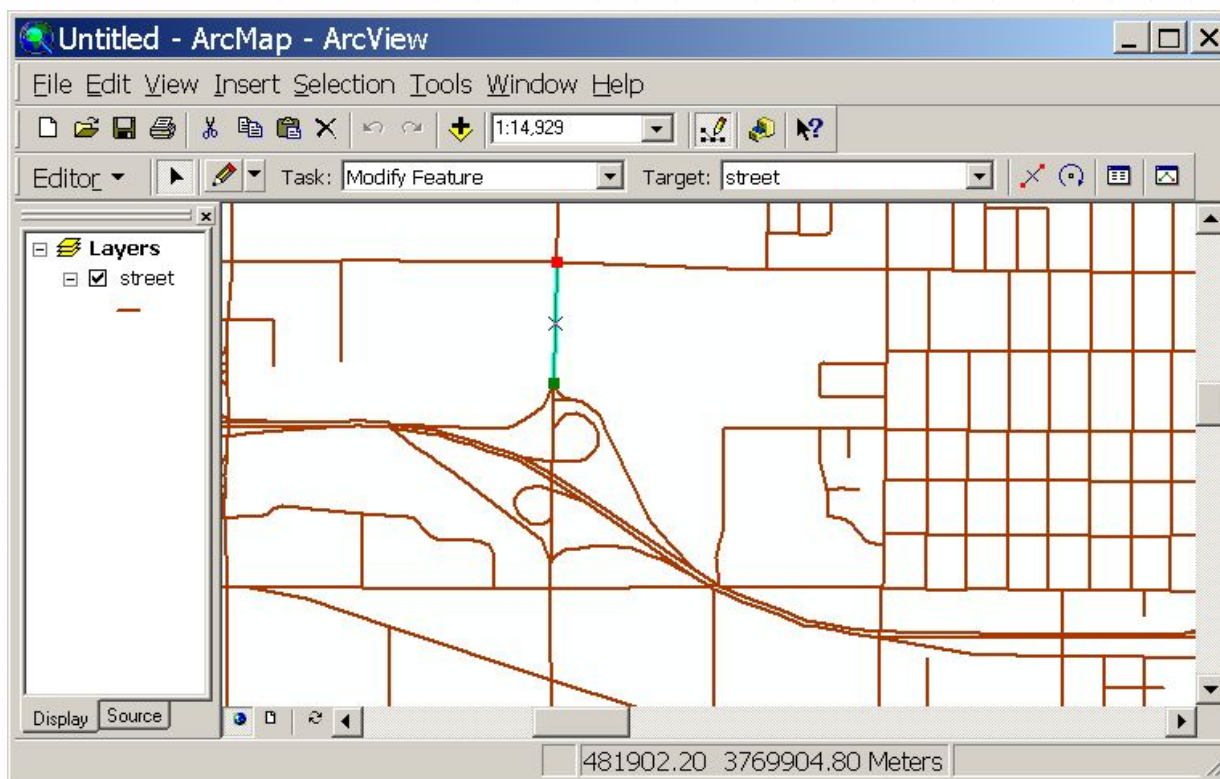 Untitled - ArcMap - ArcView
File Edit View Insert Selection Tools Window Help
1:14,929
Editor Task: Modify Feature Target: street
Layers
street
Display Source
481902.20 3769904.80 Meters